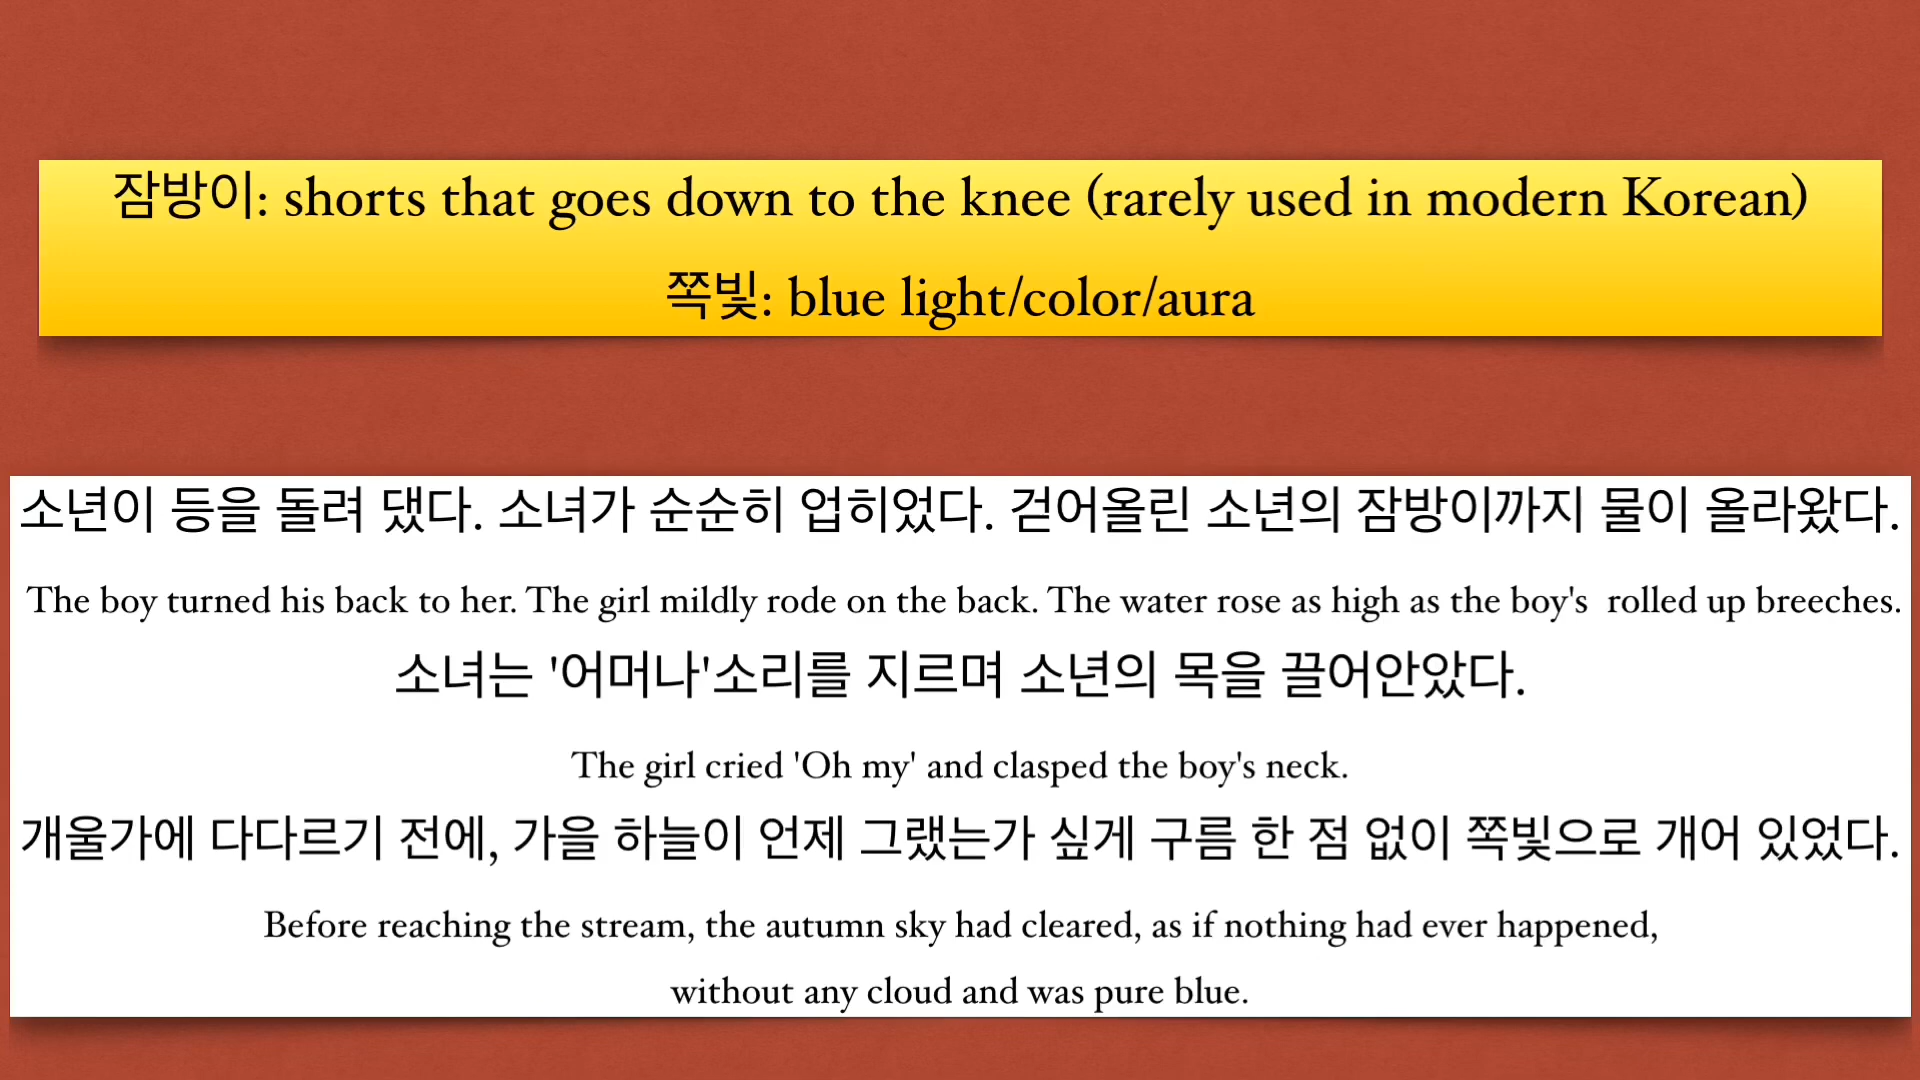 잠방이: shorts that goes down to the knee (rarely used in modern Korean)
쪽빛: blue light/color/aura
소년이 등을 돌려 댔다. 소녀가 순순히 업히었다. 걷어올린 소년의 잠방이까지 물이 올라왔다.
The boy turned his back to her. The girl mildly rode on the back. The water rose as high as the boy's rolled up breeches.
소녀는 '어머나'소리를 지르며 소년의 목을 끌어안았다.
The girl cried 'Oh my' and clasped the boy's neck.
개울가에 다다르기 전에, 가을 하늘이 언제 그랬는가 싶게 구름 한 점 없이 쪽빛으로 개어 있었다.
Before reaching the stream, the autumn sky had cleared, as if nothing had ever happened,
without any cloud and was pure blue.